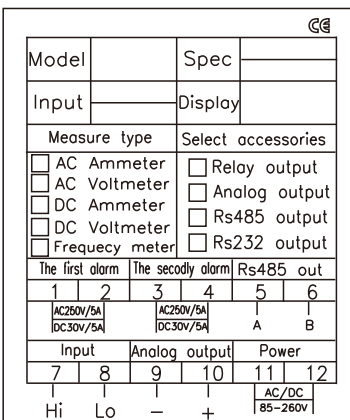 CE
Model Spec
Input Display
Measure type Select accessories
AC Ammeter Relay output
AC Voltmeter Analog output
DC Ammeter Rs485 output
DC Voltmeter Rs232 output
Frequecy meter
The first alarm The secodly alarm Rs485 out
1 2 3 4 5 6
AC250V/5A AC250V/5A
DC30V/5A DC30V/5A A B
Input Analog output Power
7 8 9 10 11 12
Hi Lo - + AC/DC
85-260V